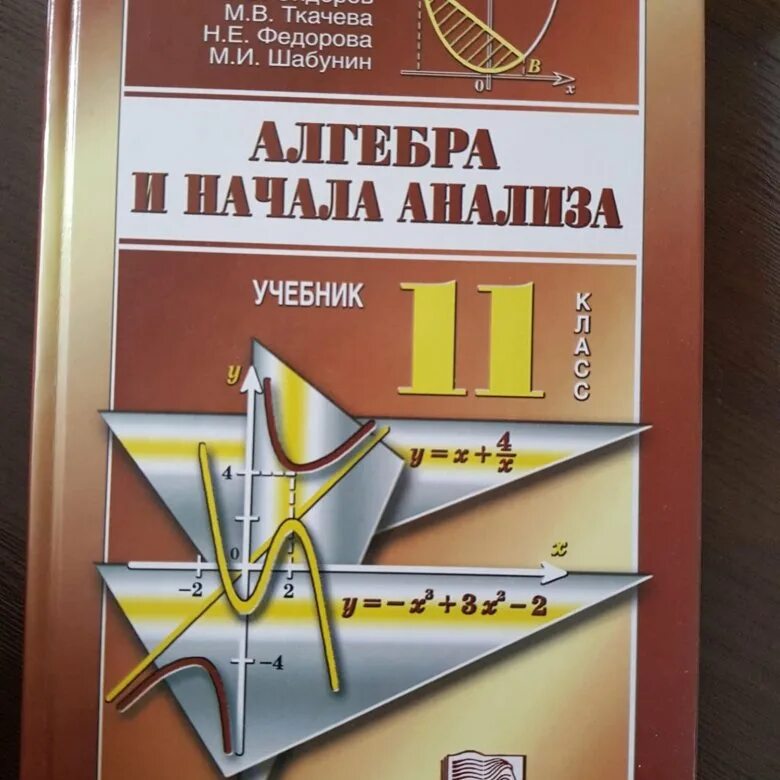 М.В. Ткачева
Н.Е. Федорова
М.И. Шабунин
B
0
x
АЛГЕБРА
И НАЧАЛА АНАЛИЗА
УЧЕБНИК
11
КЛАСС
y
y = x + 4/x
4
0
x
-2
2
y = -x³ + 3x² - 2
-4